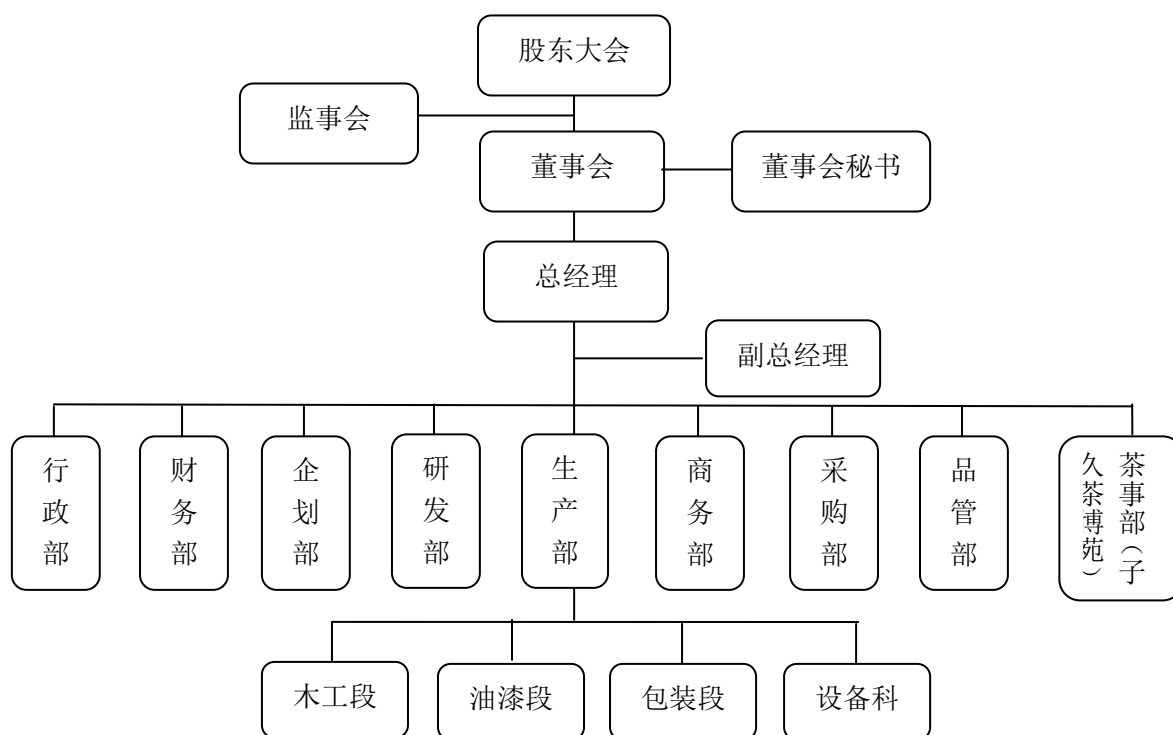 股东大会
监事会
董事会
董事会秘书
总经理
副总经理
行政部
财务部
企划部
研发部
生产部
商务部
采购部
品管部
茶事部（子
久茶博苑）
木工段
油漆段
包装段
设备科